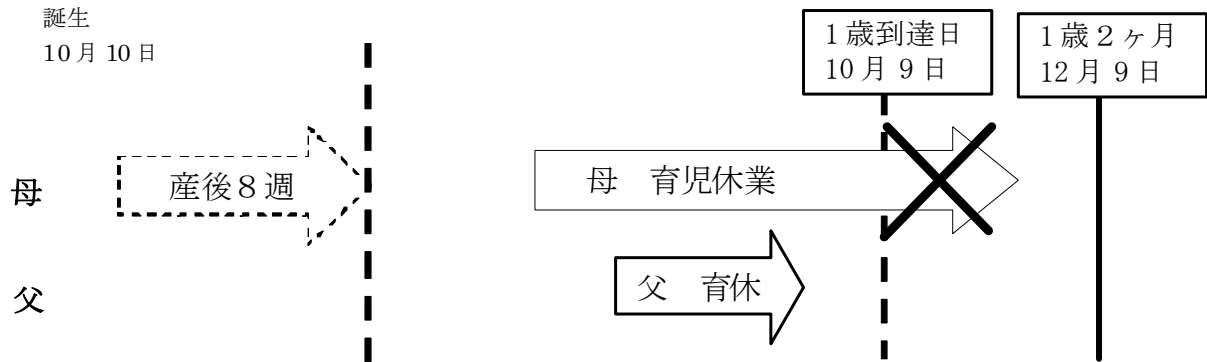 誕生
10月10日
1歳到達日
10月9日
1歳2ヶ月
12月9日
母
産後8週
母　育児休業
父
父　育休